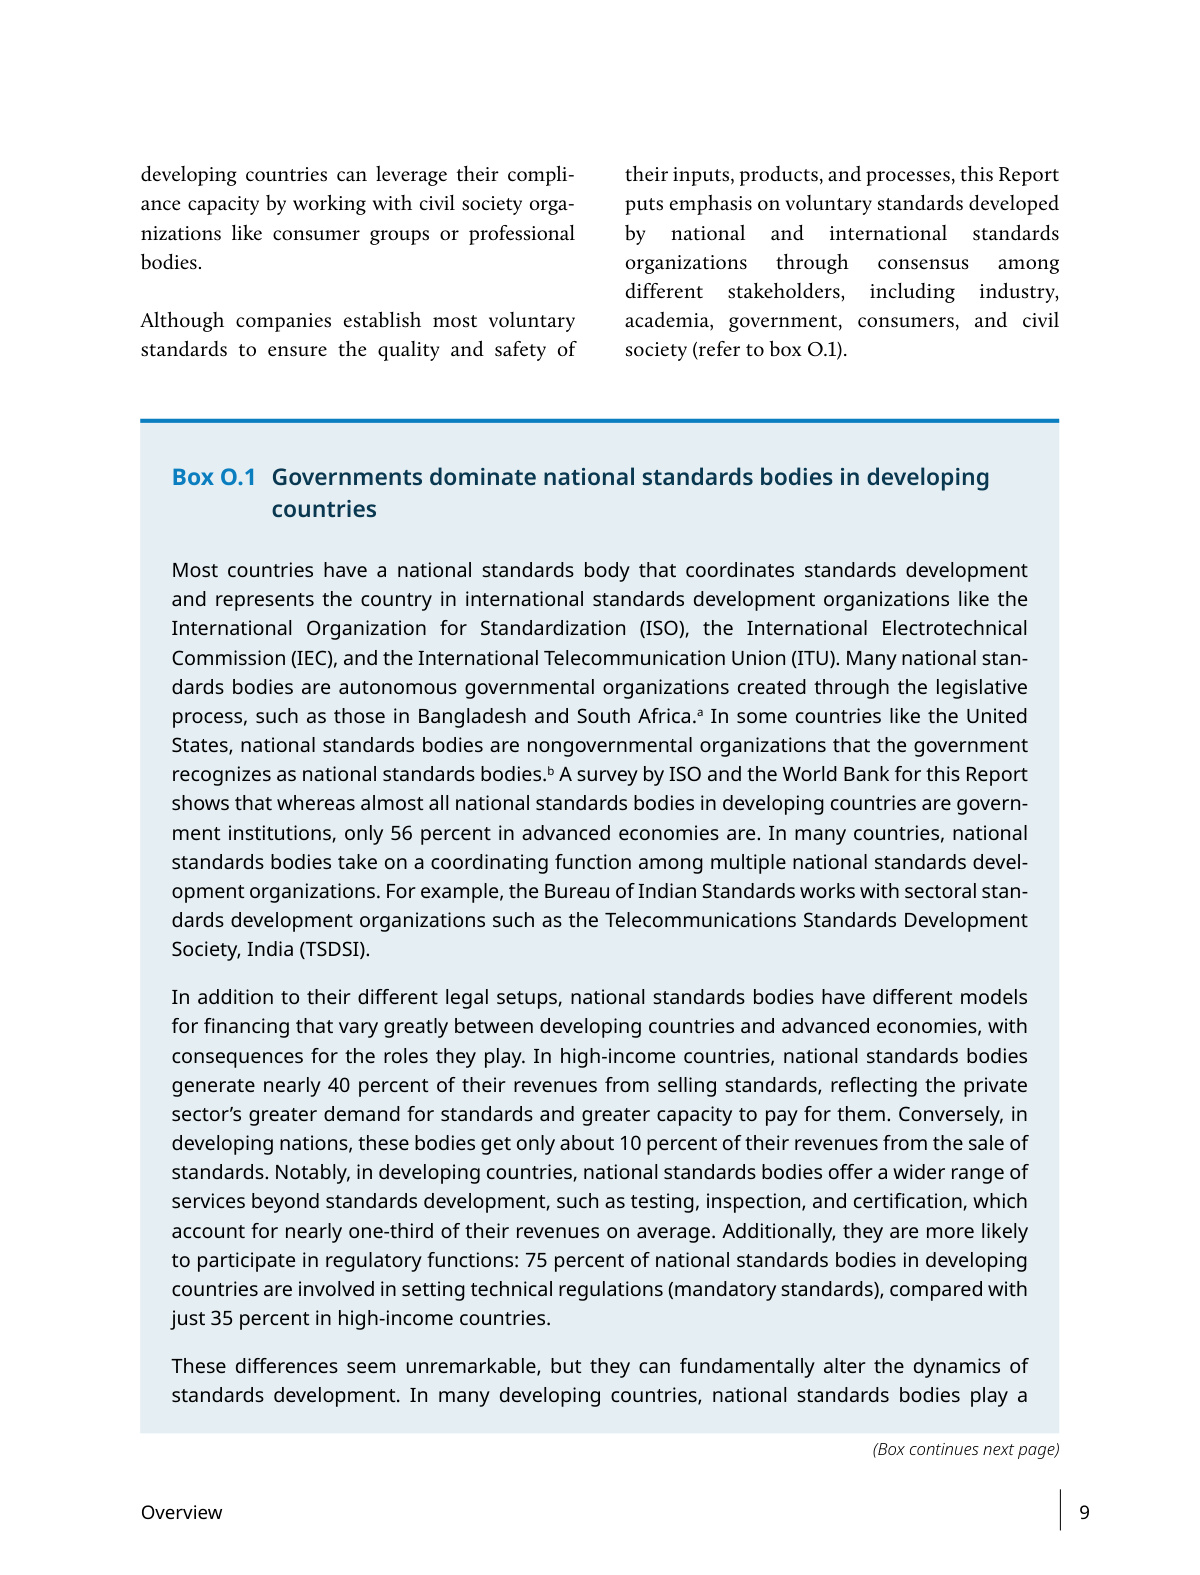 developing countries can leverage their compli-
ance capacity by working with civil society orga-
nizations like consumer groups or professional
bodies.
Although companies establish most voluntary
standards to ensure the quality and safety of
their inputs, products, and processes, this Report
puts emphasis on voluntary standards developed
by national and international standards
organizations through consensus among
different stakeholders, including industry,
academia, government, consumers, and civil
society (refer to box O.1).
Box O.1 Governments dominate national standards bodies in developing
countries
Most countries have a national standards body that coordinates standards development
and represents the country in international standards development organizations like the
International Organization for Standardization (ISO), the International Electrotechnical
Commission (IEC), and the International Telecommunication Union (ITU). Many national stan-
dards bodies are autonomous governmental organizations created through the legislative
process, such as those in Bangladesh and South Africa.ᵃ In some countries like the United
States, national standards bodies are nongovernmental organizations that the government
recognizes as national standards bodies.ᵇ A survey by ISO and the World Bank for this Report
shows that whereas almost all national standards bodies in developing countries are govern-
ment institutions, only 56 percent in advanced economies are. In many countries, national
standards bodies take on a coordinating function among multiple national standards devel-
opment organizations. For example, the Bureau of Indian Standards works with sectoral stan-
dards development organizations such as the Telecommunications Standards Development
Society, India (TSDSI).
In addition to their different legal setups, national standards bodies have different models
for financing that vary greatly between developing countries and advanced economies, with
consequences for the roles they play. In high-income countries, national standards bodies
generate nearly 40 percent of their revenues from selling standards, reflecting the private
sector’s greater demand for standards and greater capacity to pay for them. Conversely, in
developing nations, these bodies get only about 10 percent of their revenues from the sale of
standards. Notably, in developing countries, national standards bodies offer a wider range of
services beyond standards development, such as testing, inspection, and certification, which
account for nearly one-third of their revenues on average. Additionally, they are more likely
to participate in regulatory functions: 75 percent of national standards bodies in developing
countries are involved in setting technical regulations (mandatory standards), compared with
just 35 percent in high-income countries.
These differences seem unremarkable, but they can fundamentally alter the dynamics of
standards development. In many developing countries, national standards bodies play a
(Box continues next page)
Overview
9